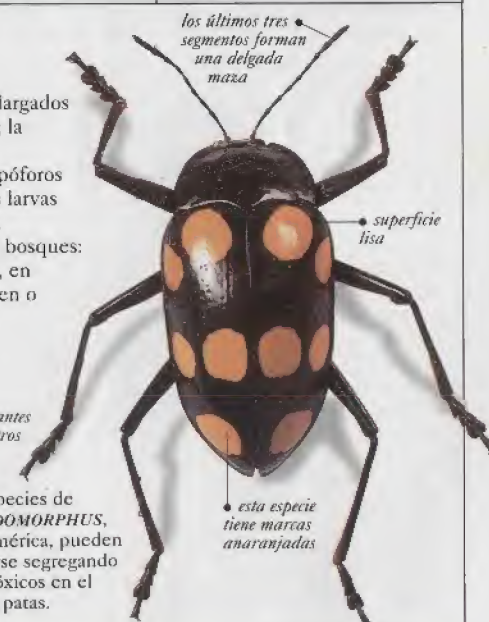 los últimos tres
segmentos forman
una delgada
maza
largados
la
póforos
larvas
superficie
lisa
bosques:
, en
en o
antes
ros
esta especie
tiene marcas
anaranjadas
pecies de
OMORPHUS,
mérica, pueden
se segregando
óxicos en el
patas.